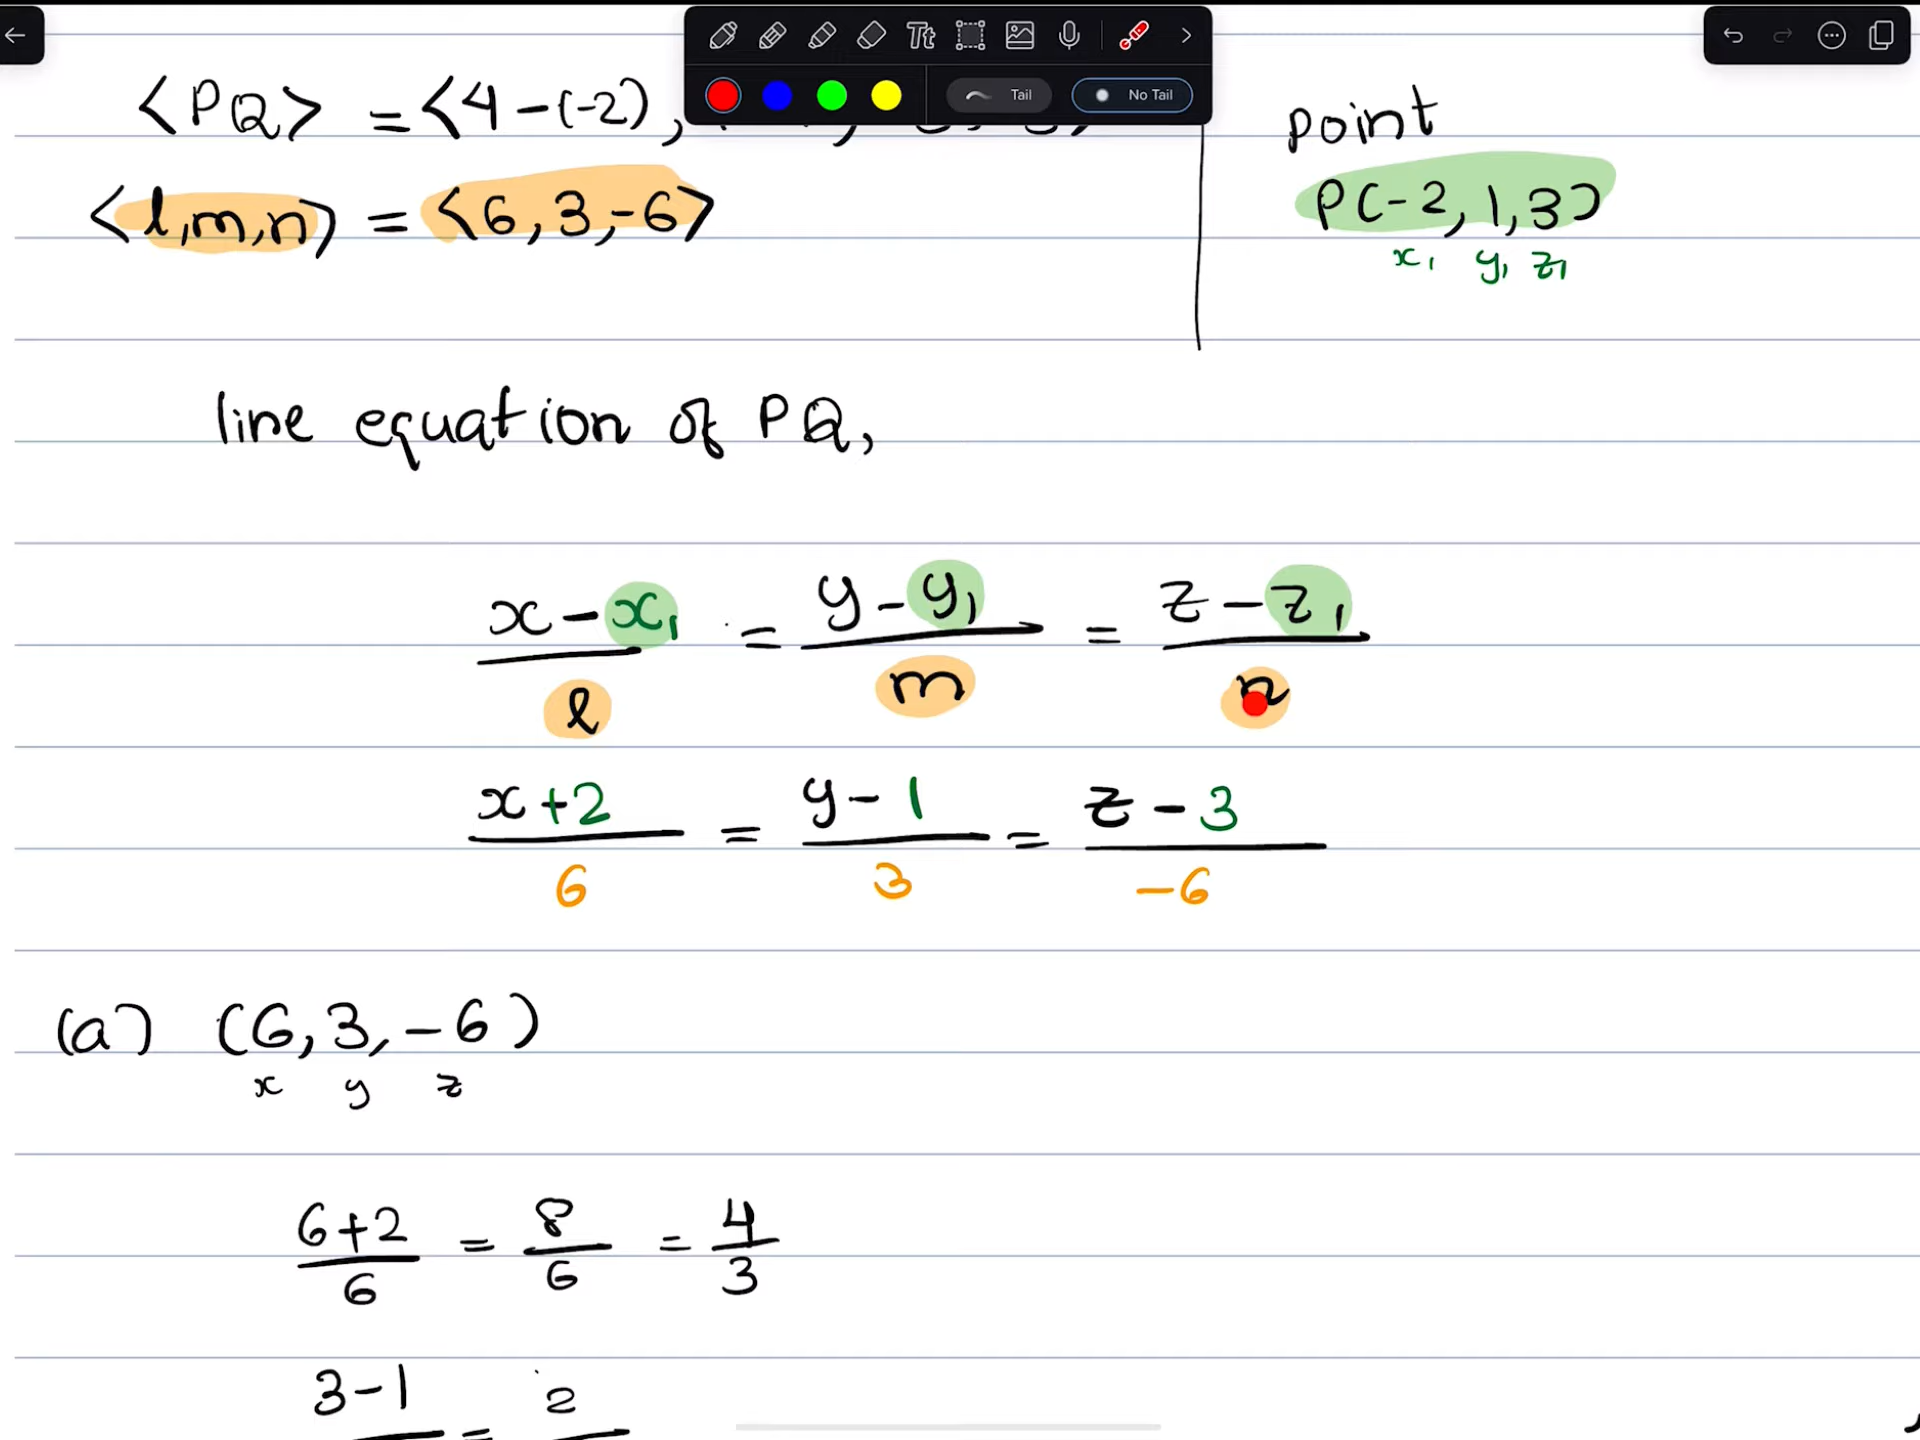 Tt
Tail No Tail
<PQ> = <4-(-2),
<l,m,n> = <6,3,-6>
point
P(-2,1,3)
x₁ y₁ z₁
line equation of PQ,
x-x₁ / l = y-y₁ / m = z-z₁ / n
x+2 / 6 = y-1 / 3 = z-3 / -6
(a) (6,3,-6)
x y z
6+2 / 6 = 8 / 6 = 4 / 3
3-1 = 2